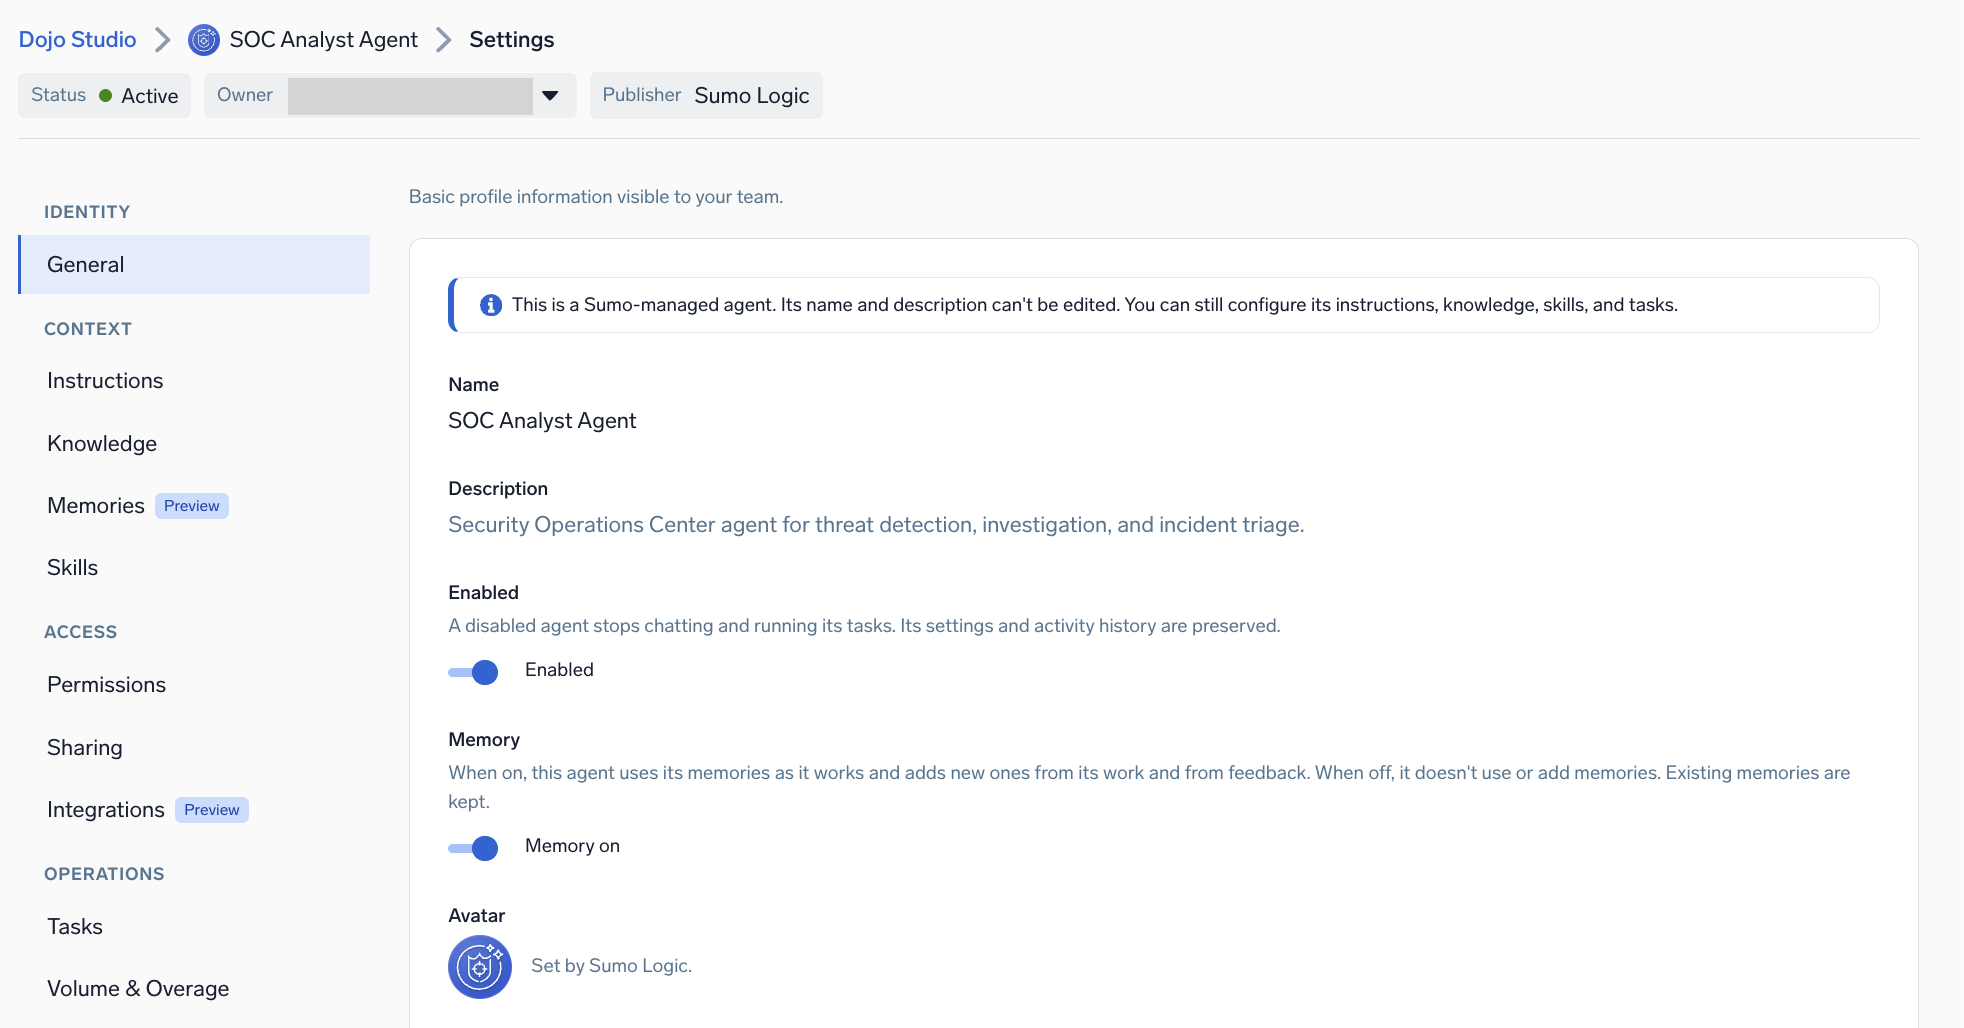 Dojo Studio > SOC Analyst Agent > Settings
Status Active Owner Publisher Sumo Logic
IDENTITY
General
CONTEXT
Instructions
Knowledge
Memories Preview
Skills
ACCESS
Permissions
Sharing
Integrations Preview
OPERATIONS
Tasks
Volume & Overage
Basic profile information visible to your team.
This is a Sumo-managed agent. Its name and description can't be edited. You can still configure its instructions, knowledge, skills, and tasks.
Name
SOC Analyst Agent
Description
Security Operations Center agent for threat detection, investigation, and incident triage.
Enabled
A disabled agent stops chatting and running its tasks. Its settings and activity history are preserved.
Enabled
Memory
When on, this agent uses its memories as it works and adds new ones from its work and from feedback. When off, it doesn't use or add memories. Existing memories are
kept.
Memory on
Avatar
Set by Sumo Logic.